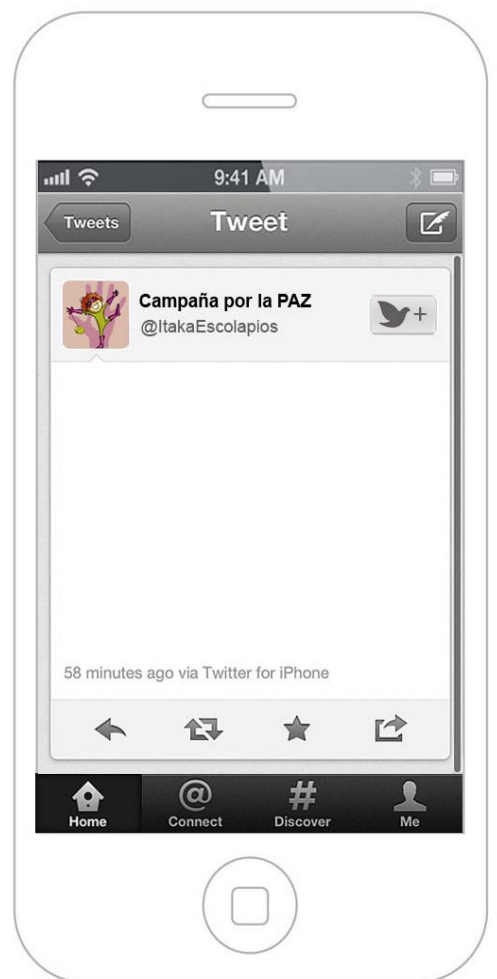 9:41 AM
Tweets
Tweet
Campaña por la PAZ
@ItakaEscolapios
+
58 minutes ago via Twitter for iPhone
@
#
Home
Connect
Discover
Me